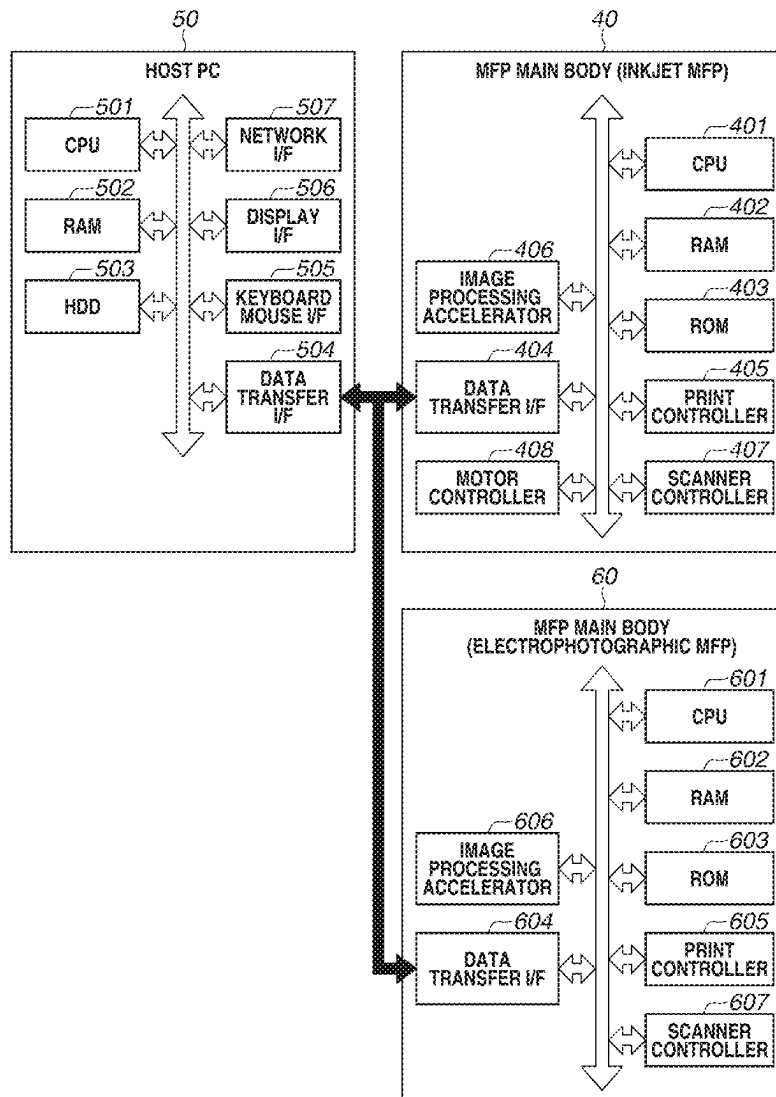 50
HOST PC
501
CPU
507
NETWORK
I/F
502
RAM
506
DISPLAY
I/F
503
HDD
505
KEYBOARD
MOUSE I/F
504
DATA
TRANSFER
I/F
40
MFP MAIN BODY (INKJET MFP)
401
CPU
402
RAM
406
IMAGE
PROCESSING
ACCELERATOR
403
ROM
404
DATA
TRANSFER I/F
405
PRINT
CONTROLLER
408
MOTOR
CONTROLLER
407
SCANNER
CONTROLLER
60
MFP MAIN BODY
(ELECTROPHOTOGRAPHIC MFP)
601
CPU
602
RAM
606
IMAGE
PROCESSING
ACCELERATOR
603
ROM
604
DATA
TRANSFER I/F
605
PRINT
CONTROLLER
607
SCANNER
CONTROLLER